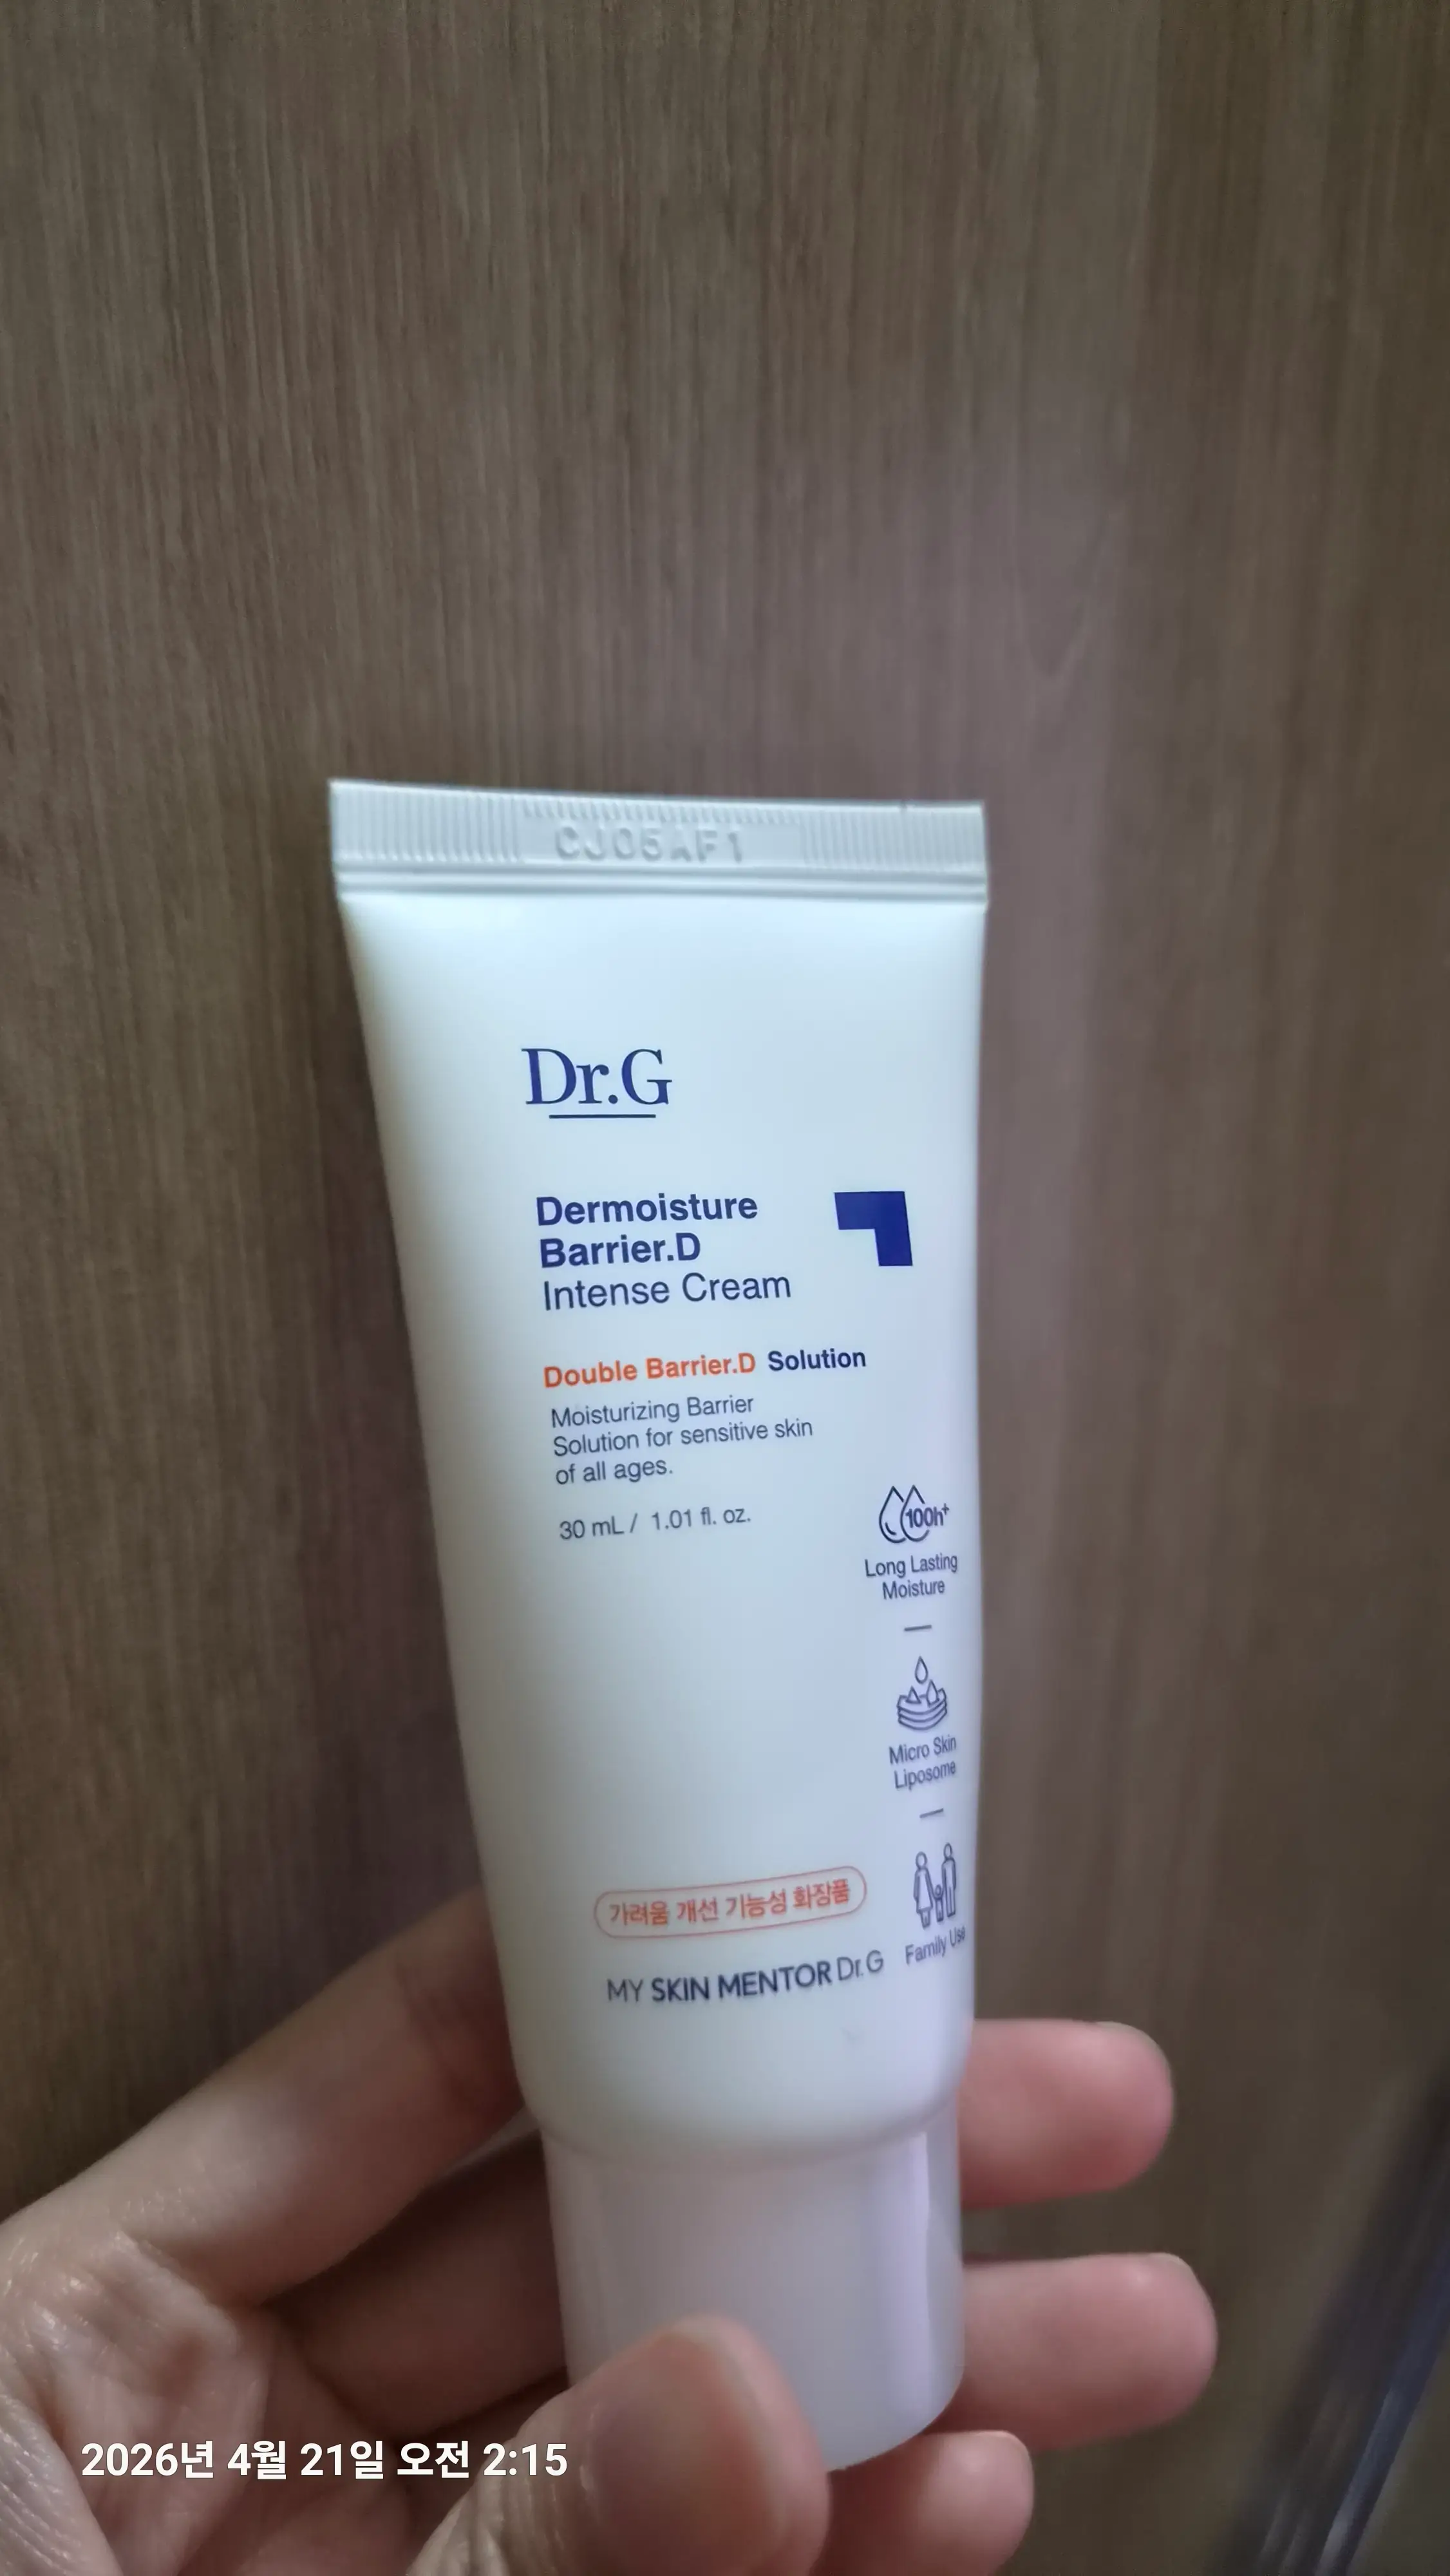 CJ05AF1
Dr.G
Dermoisture
Barrier.D
Intense Cream
Double Barrier.D Solution
Moisturizing Barrier
Solution for sensitive skin
of all ages.
30 mL / 1.01 fl. oz.
100h+
Long Lasting
Moisture
Micro Skin
Liposome
Family Use
가려움 개선 기능성 화장품
MY SKIN MENTOR Dr.G
2026년 4월 21일 오전 2:15